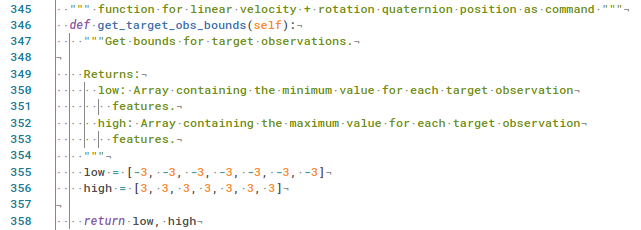 345 """ function for linear velocity + rotation quaternion position as command """
346 def get_target_obs_bounds(self):
347 """Get bounds for target observations.
348
349 Returns:
350 low: Array containing the minimum value for each target observation
351 features.
352 high: Array containing the maximum value for each target observation
353 features.
354 """
355 low = [-3, -3, -3, -3, -3, -3, -3]
356 high = [3, 3, 3, 3, 3, 3, 3]
357
358 return low, high